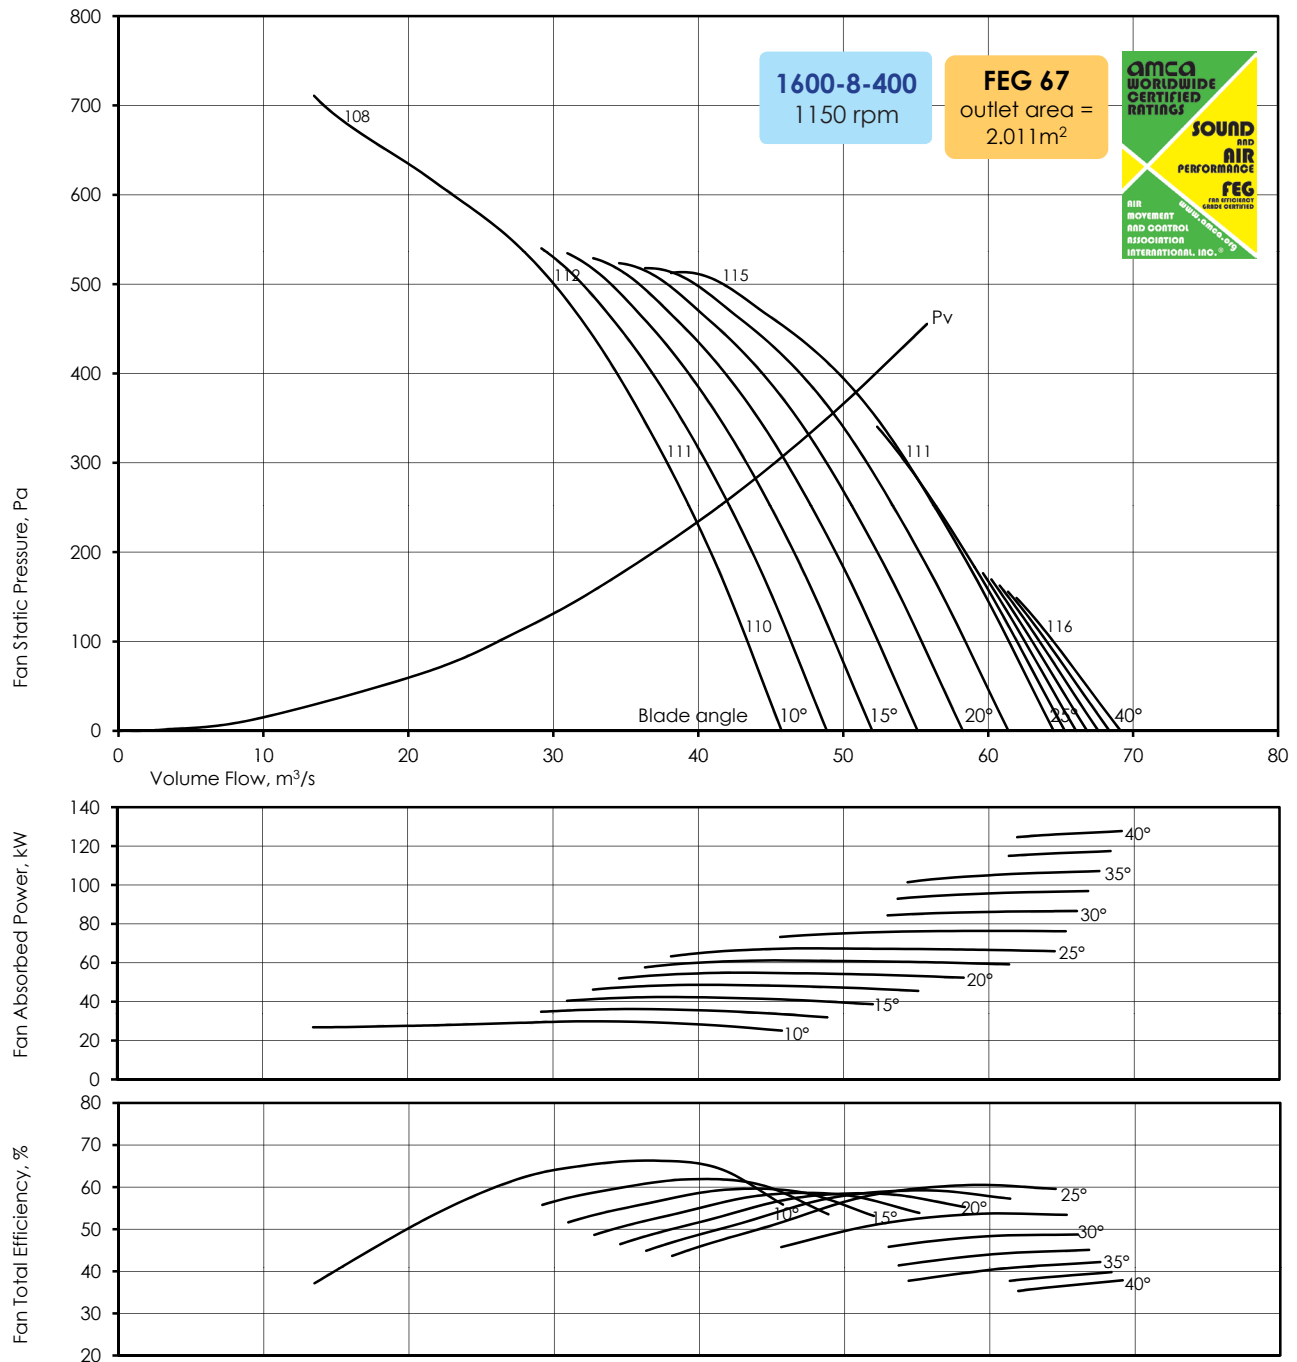 800
700
600
500
400
300
200
100
0
Fan Static Pressure, Pa
1600-8-400
1150 rpm
FEG 67
outlet area =
2.011m²
amca
WORLDWIDE
CERTIFIED
RATINGS
SOUND
AND
AIR
PERFORMANCE
FEG
FAN EFFICIENCY
GRADE CERTIFIED
www.amca.org
AIR
MOVEMENT
AND CONTROL
ASSOCIATION
INTERNATIONAL, INC.®
108
112
115
Pv
111
111
110
116
Blade angle 10° 15° 20° 25° 40°
0 10 20 30 40 50 60 70 80
Volume Flow, m³/s
140
120
100
80
60
40
20
0
Fan Absorbed Power, kW
40°
35°
30°
25°
20°
15°
10°
80
70
60
50
40
30
20
Fan Total Efficiency, %
10°
15°
20°
25°
30°
35°
40°